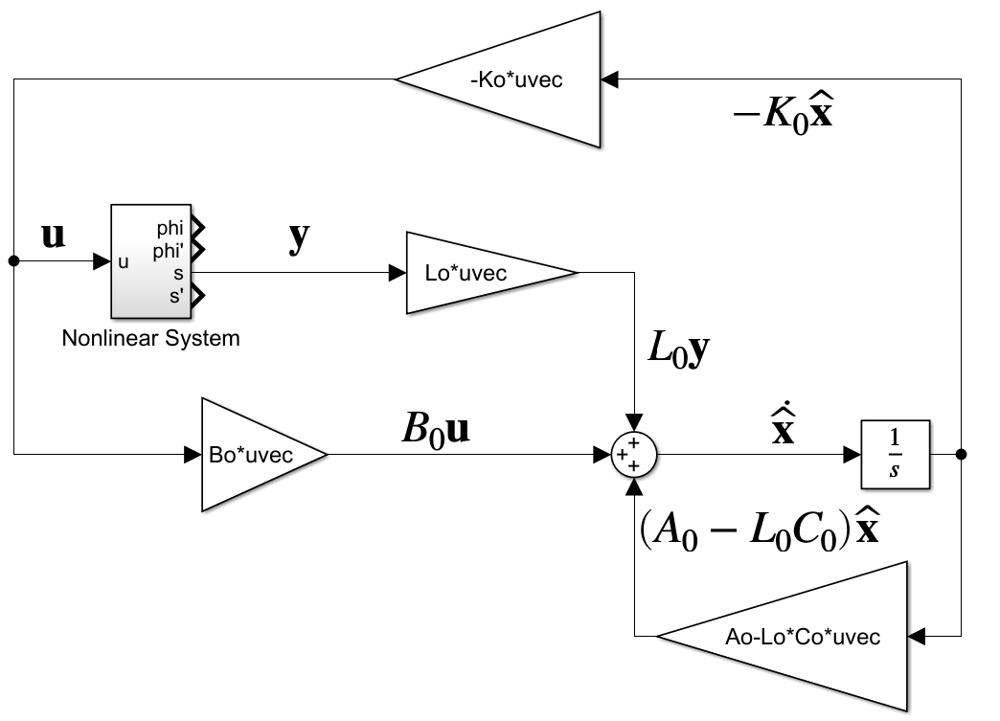 -Ko*uvec
−K₀x̂
u
phi
phi'
u
s
s'
Nonlinear System
y
Lo*uvec
L₀y
Bo*uvec
B₀u
+
+
+
x̂̇
1
s
(A₀ − L₀C₀)x̂
Ao-Lo*Co*uvec